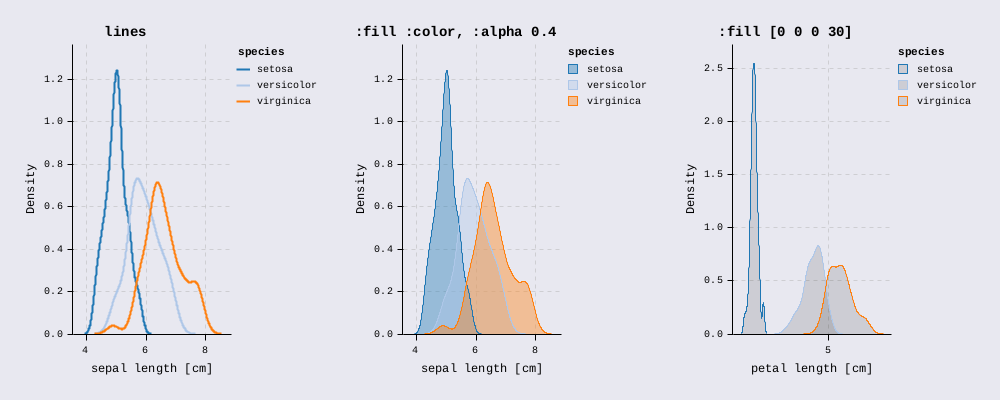 lines
species
setosa
versicolor
virginica
1.2
1.0
0.8
0.6
0.4
0.2
0.0
Density
4 6 8
sepal length [cm]
:fill :color, :alpha 0.4
species
setosa
versicolor
virginica
1.2
1.0
0.8
0.6
0.4
0.2
0.0
Density
4 6 8
sepal length [cm]
:fill [0 0 0 30]
species
setosa
versicolor
virginica
2.5
2.0
1.5
1.0
0.5
0.0
Density
5
petal length [cm]